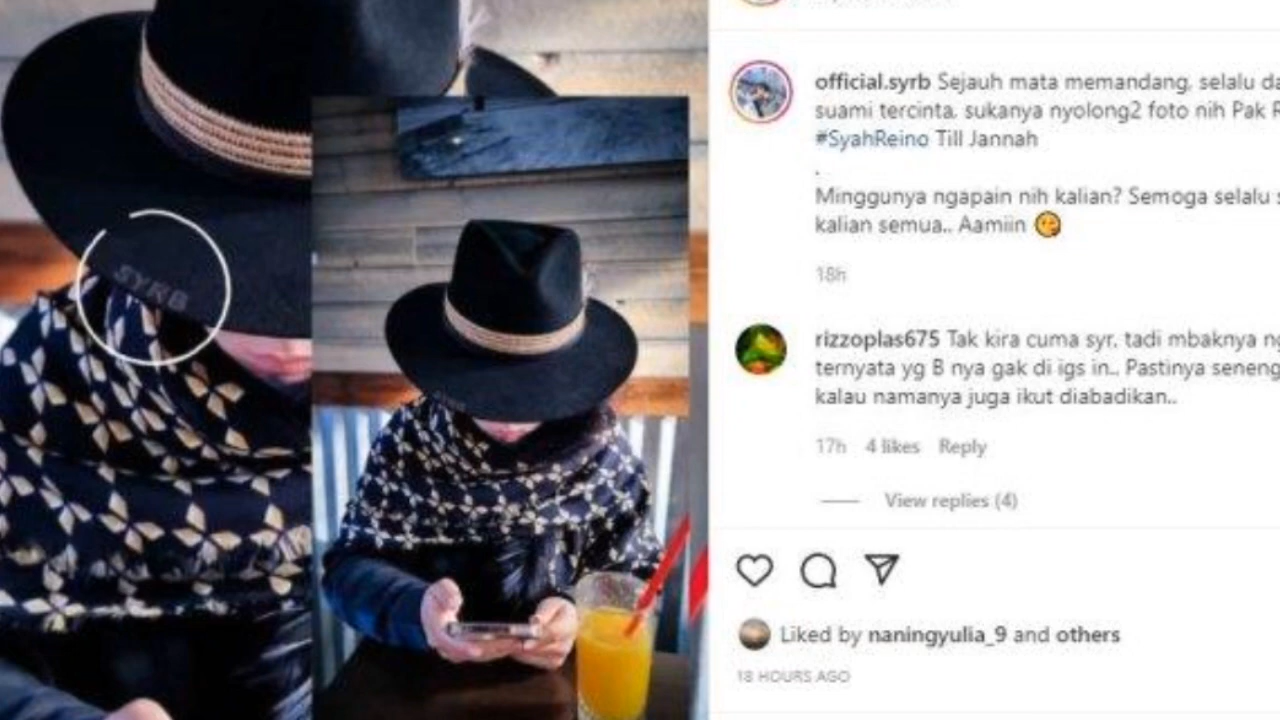 SYRB
official.syrb Sejauh mata memandang, selalu da
suami tercinta, sukanya nyolong2 foto nih Pak R
#SyahReino Till Jannah
.
Minggunya ngapain nih kalian? Semoga selalu s
kalian semua.. Aamiin 😋
18h
rizzoplas675 Tak kira cuma syr, tadi mbaknya ng
ternyata yg B nya gak di igs in.. Pastinya seneng
kalau namanya juga ikut diabadikan..
17h 4 likes Reply
View replies (4)
Liked by naningyulia_9 and others
18 HOURS AGO